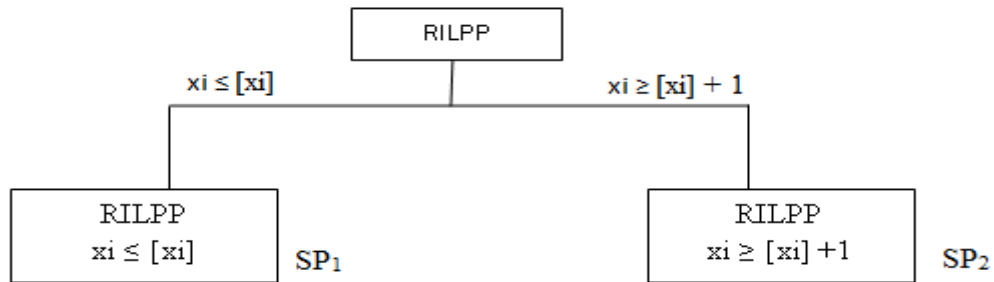 RILPP
xi ≤ [xi]
xi ≥ [xi] + 1
RILPP
xi ≤ [xi]
SP₁
RILPP
xi ≥ [xi] +1
SP₂